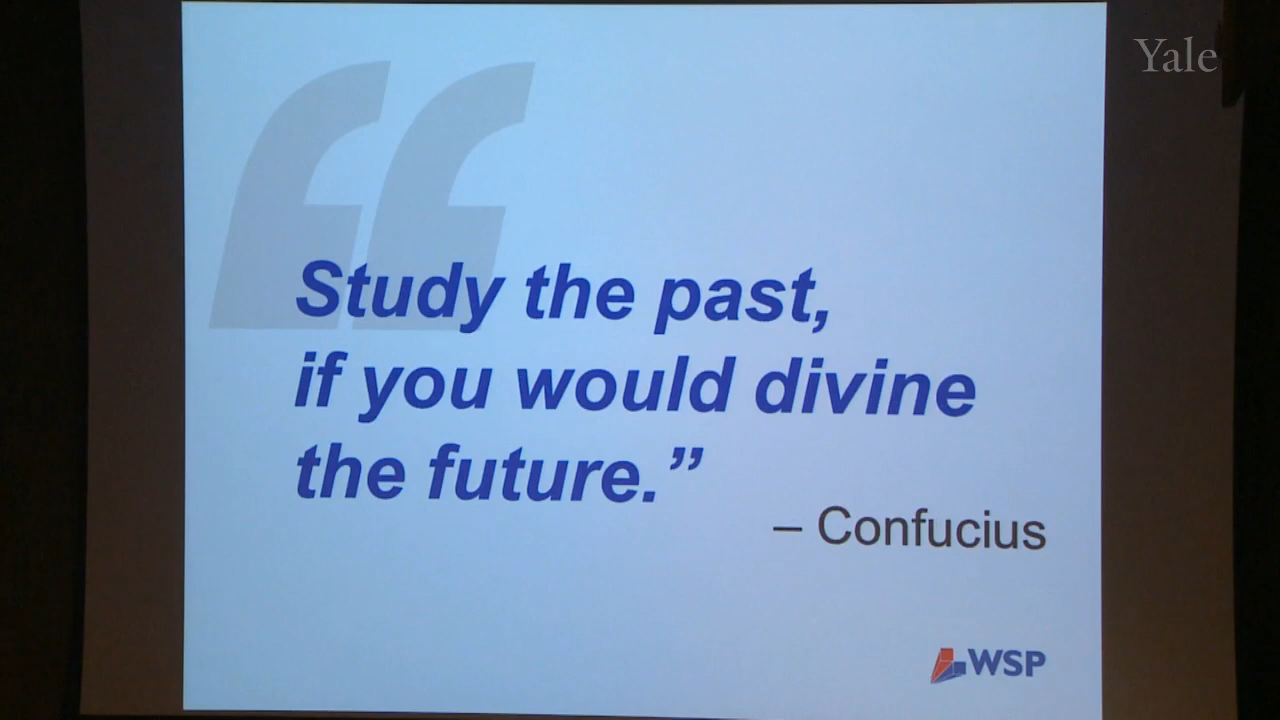 Yale
“
Study the past,
if you would divine
the future.”
– Confucius
WSP